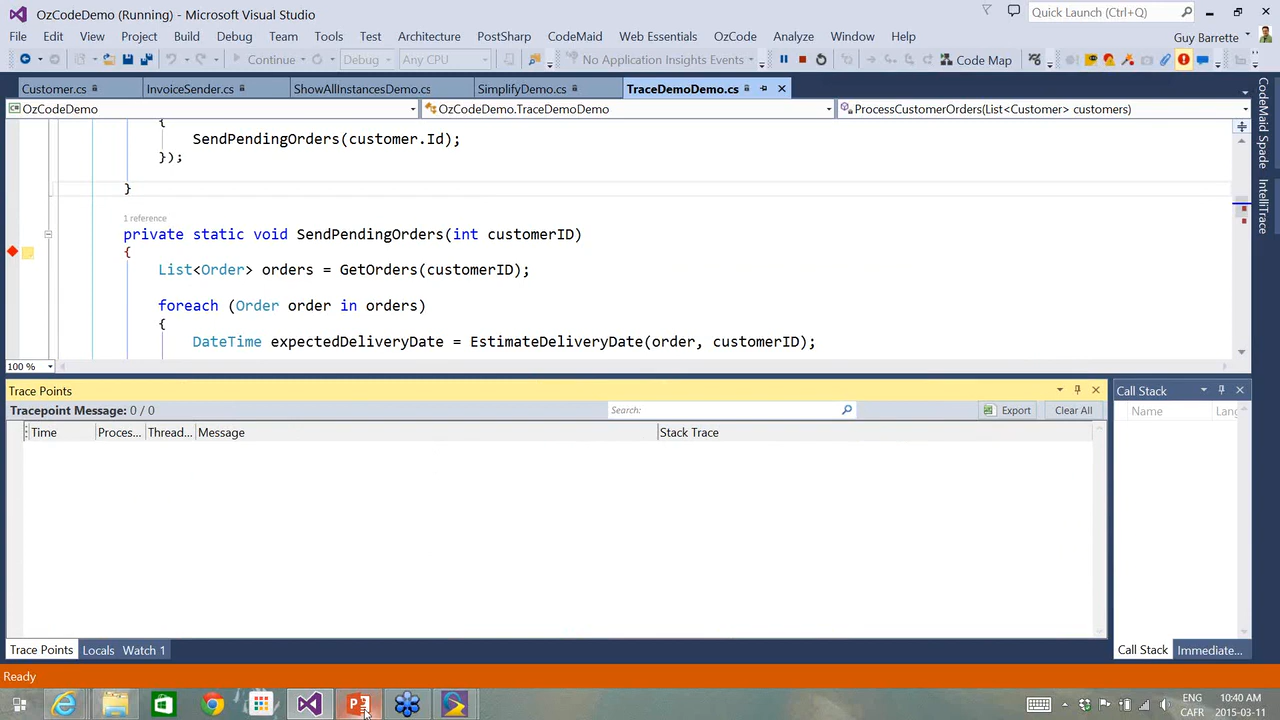 OzCodeDemo (Running) - Microsoft Visual Studio
Quick Launch (Ctrl+Q)
File Edit View Project Build Debug Team Tools Test Architecture PostSharp CodeMaid Web Essentials OzCode Analyze Window Help
Guy Barrette
Continue Debug Any CPU No Application Insights Events Code Map
Customer.cs InvoiceSender.cs ShowAllInstancesDemo.cs SimplifyDemo.cs TraceDemoDemo.cs
OzCodeDemo OzCodeDemo.TraceDemoDemo ProcessCustomerOrders(List<Customer> customers)
{
SendPendingOrders(customer.Id);
});
}
1 reference
private static void SendPendingOrders(int customerID)
{
List<Order> orders = GetOrders(customerID);
foreach (Order order in orders)
{
DateTime expectedDeliveryDate = EstimateDeliveryDate(order, customerID);
100 %
CodeMaid Spade
IntelliTrace
Trace Points
Tracepoint Message: 0 / 0
Search:
Export Clear All
Time Proces... Thread... Message Stack Trace
Call Stack
Name Lang
Trace Points Locals Watch 1
Call Stack Immediate...
Ready
ENG
CAFR
10:40 AM
2015-03-11